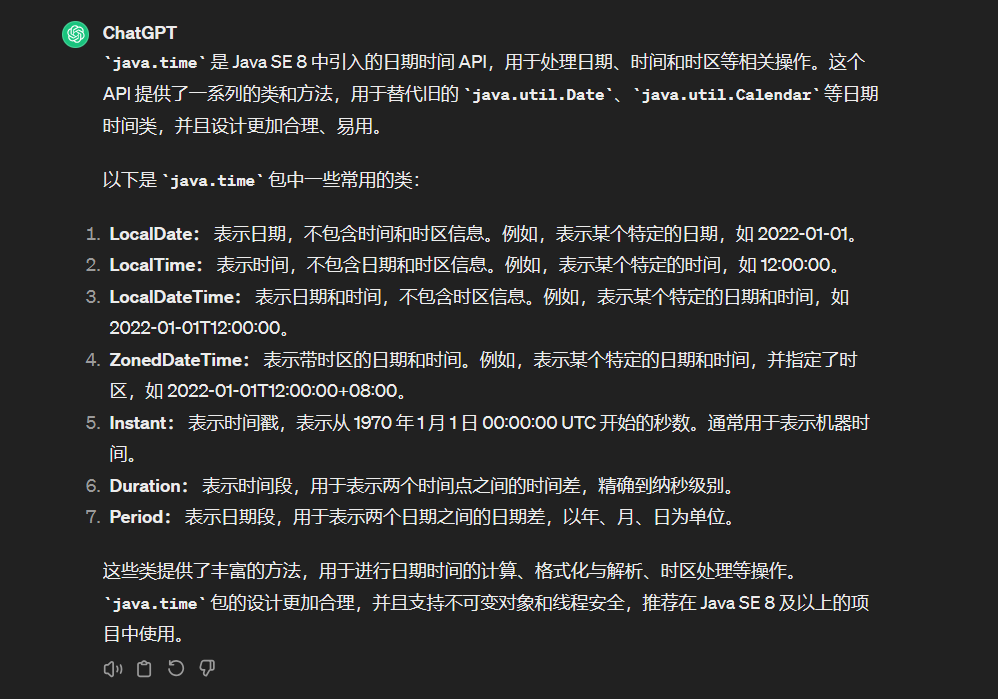 ChatGPT
`java.time` 是 Java SE 8 中引入的日期时间 API，用于处理日期、时间和时区等相关操作。这个
API 提供了一系列的类和方法，用于替代旧的 `java.util.Date`、`java.util.Calendar` 等日期
时间类，并且设计更加合理、易用。
以下是 `java.time` 包中一些常用的类：
1. LocalDate： 表示日期，不包含时间和时区信息。例如，表示某个特定的日期，如 2022-01-01。
2. LocalTime： 表示时间，不包含日期和时区信息。例如，表示某个特定的时间，如 12:00:00。
3. LocalDateTime： 表示日期和时间，不包含时区信息。例如，表示某个特定的日期和时间，如
2022-01-01T12:00:00。
4. ZonedDateTime： 表示带时区的日期和时间。例如，表示某个特定的日期和时间，并指定了时
区，如 2022-01-01T12:00:00+08:00。
5. Instant： 表示时间戳，表示从 1970 年 1 月 1 日 00:00:00 UTC 开始的秒数。通常用于表示机器时
间。
6. Duration： 表示时间段，用于表示两个时间点之间的时间差，精确到纳秒级别。
7. Period： 表示日期段，用于表示两个日期之间的日期差，以年、月、日为单位。
这些类提供了丰富的方法，用于进行日期时间的计算、格式化与解析、时区处理等操作。
`java.time` 包的设计更加合理，并且支持不可变对象和线程安全，推荐在 Java SE 8 及以上的项
目中使用。